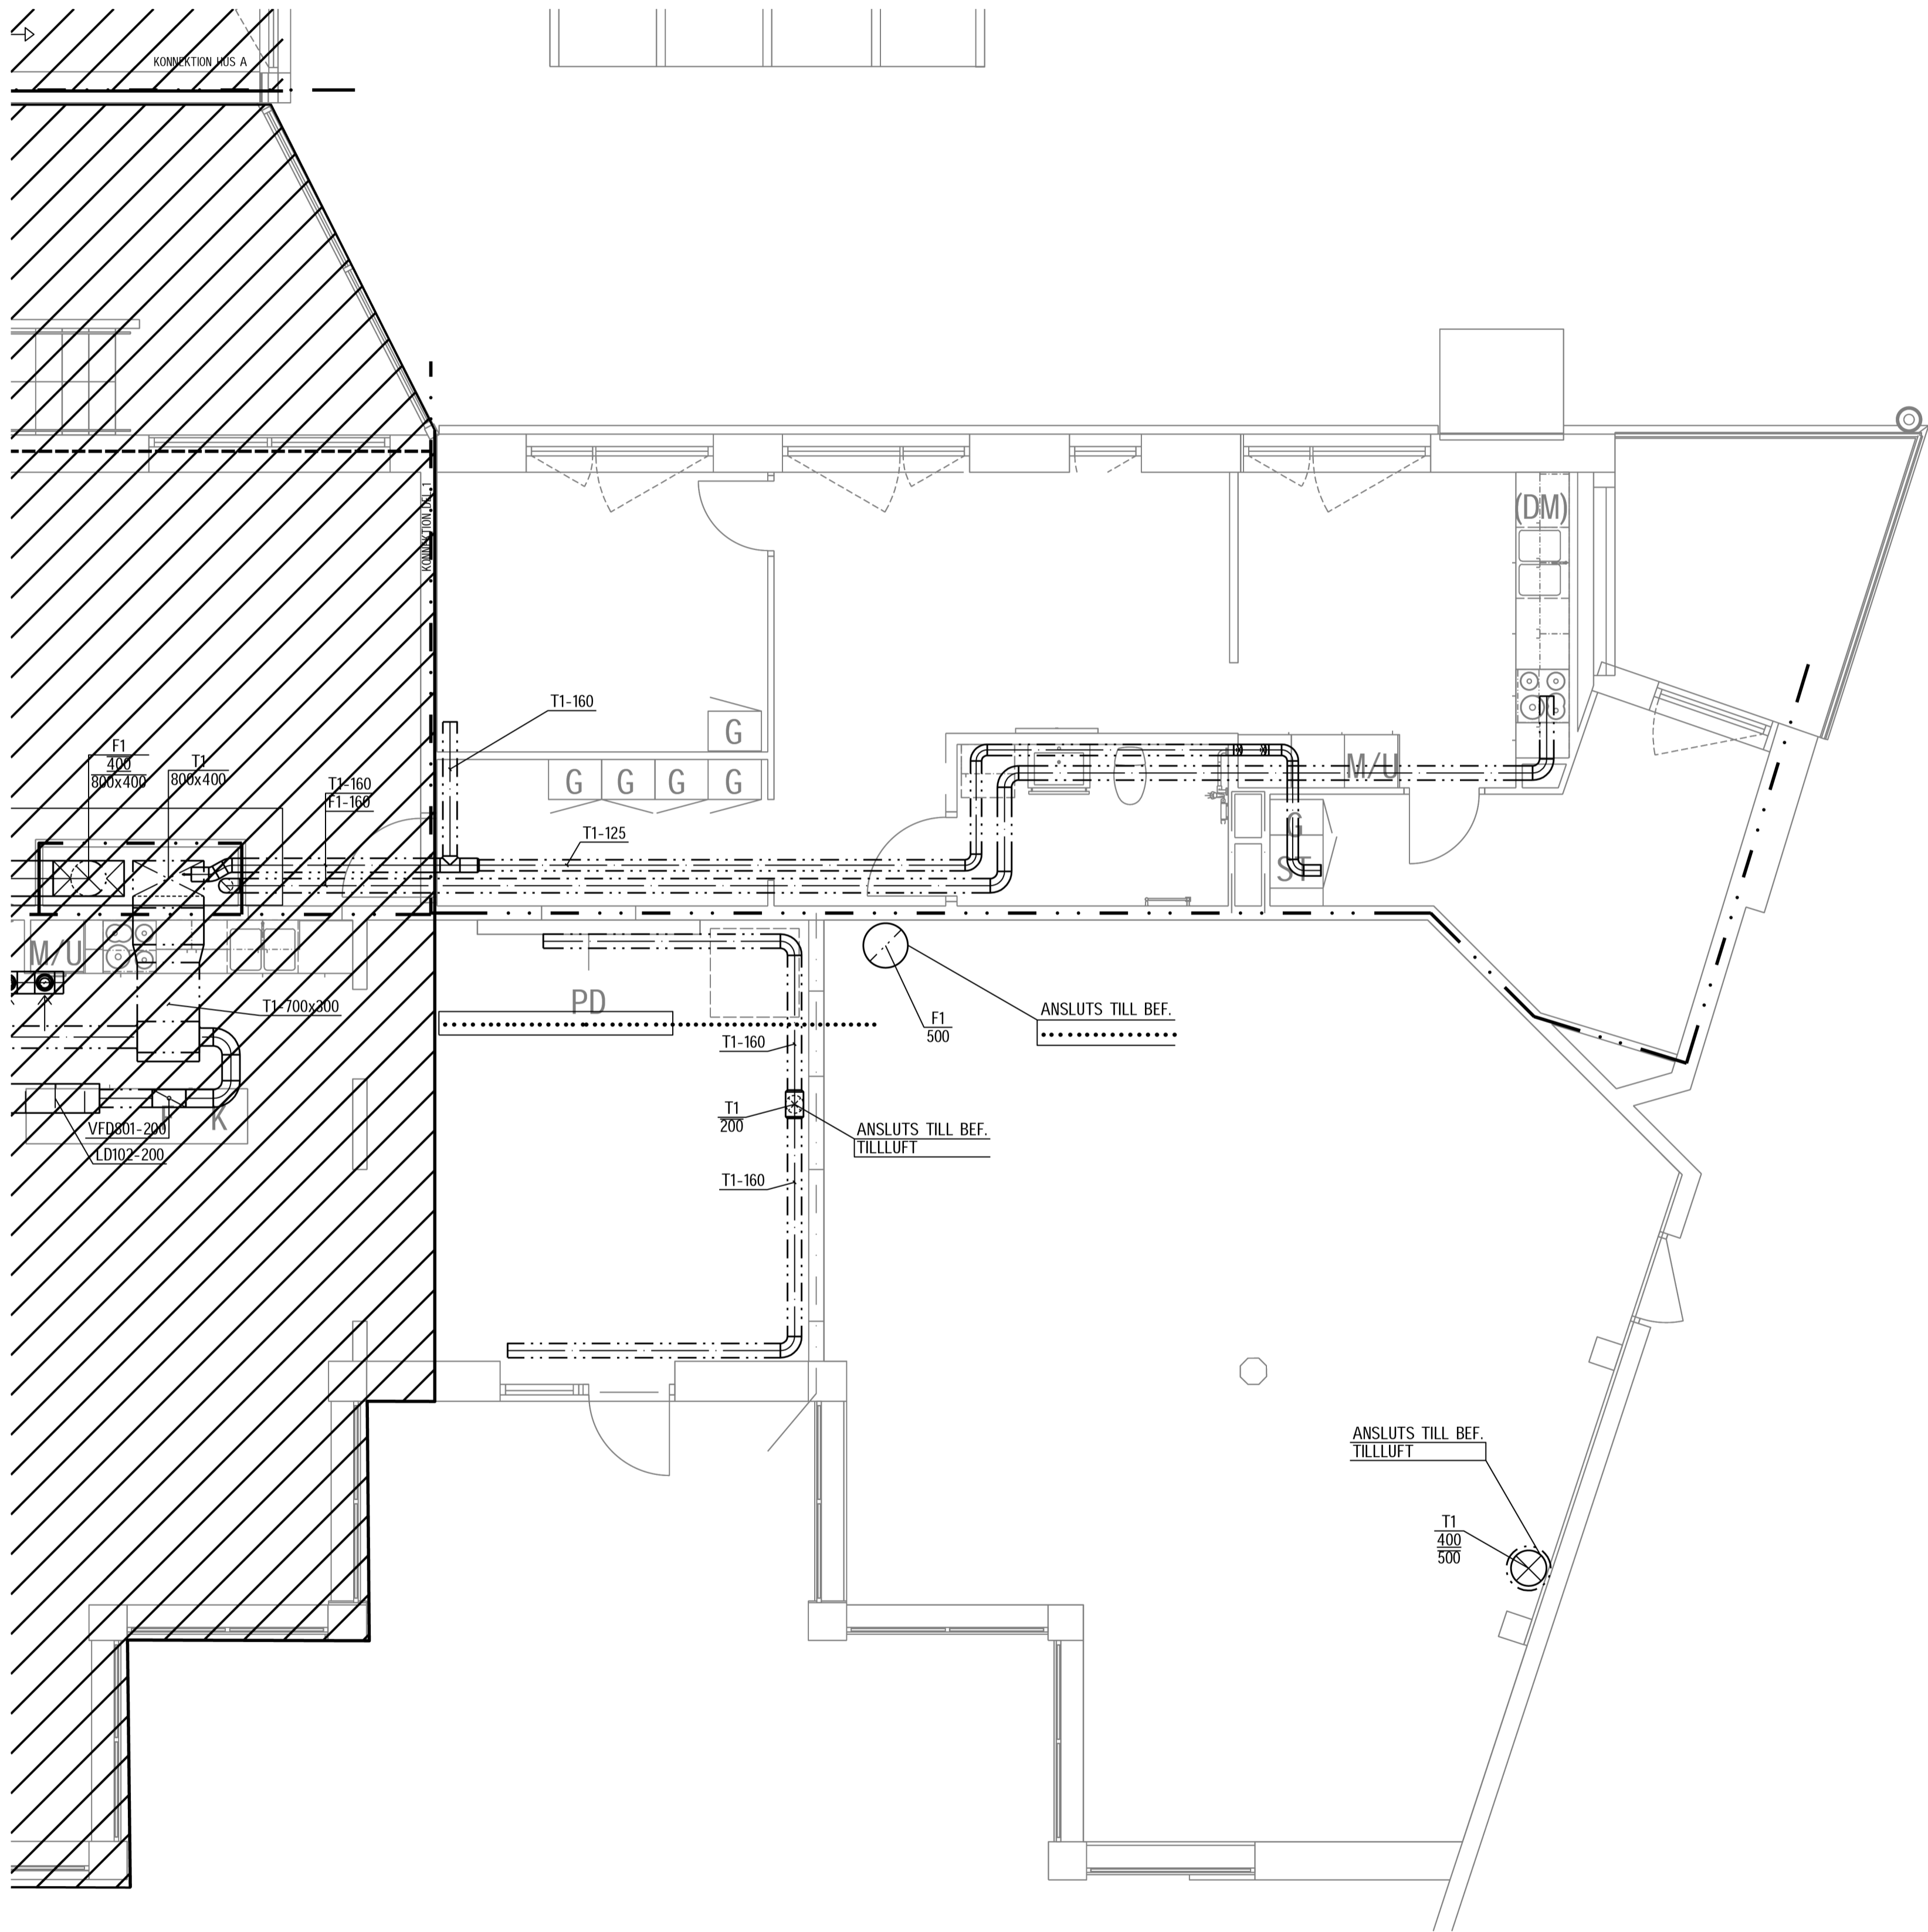 KONNEKTION HUS A
KONNEKTION DEL 1
(DM)
T1-160
G
G
G
G
G
M/U
F1
400
800x400
T1
800x400
T1-160
F1-160
T1-125
G
ST
M/U
T1-700x300
PD
F1
500
ANSLUTS TILL BEF.
T1-160
T1
200
ANSLUTS TILL BEF.
TILLLUFT
K
VFD801-200
LD102-200
T1-160
ANSLUTS TILL BEF.
TILLLUFT
T1
400
500